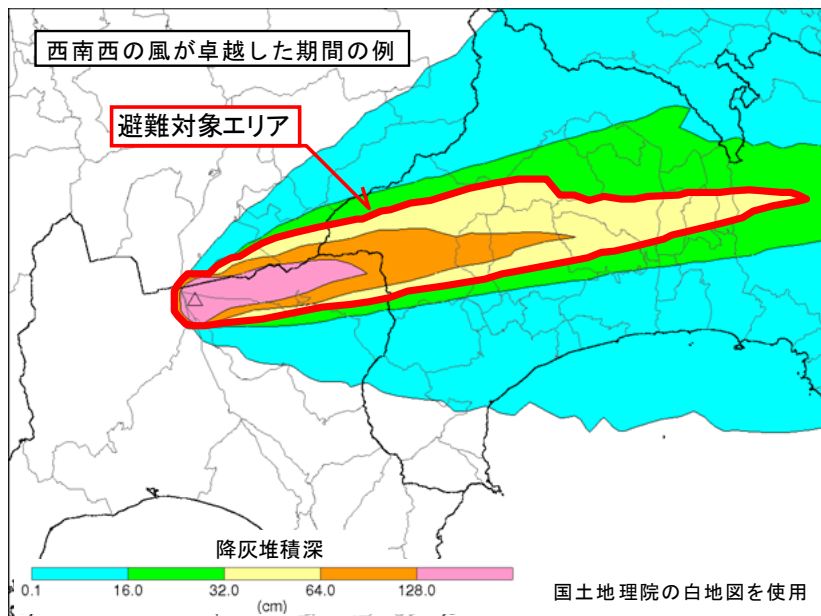 西南西の風が卓越した期間の例
避難対象エリア
降灰堆積深
0.1 16.0 32.0 64.0 128.0
(cm)
国土地理院の白地図を使用